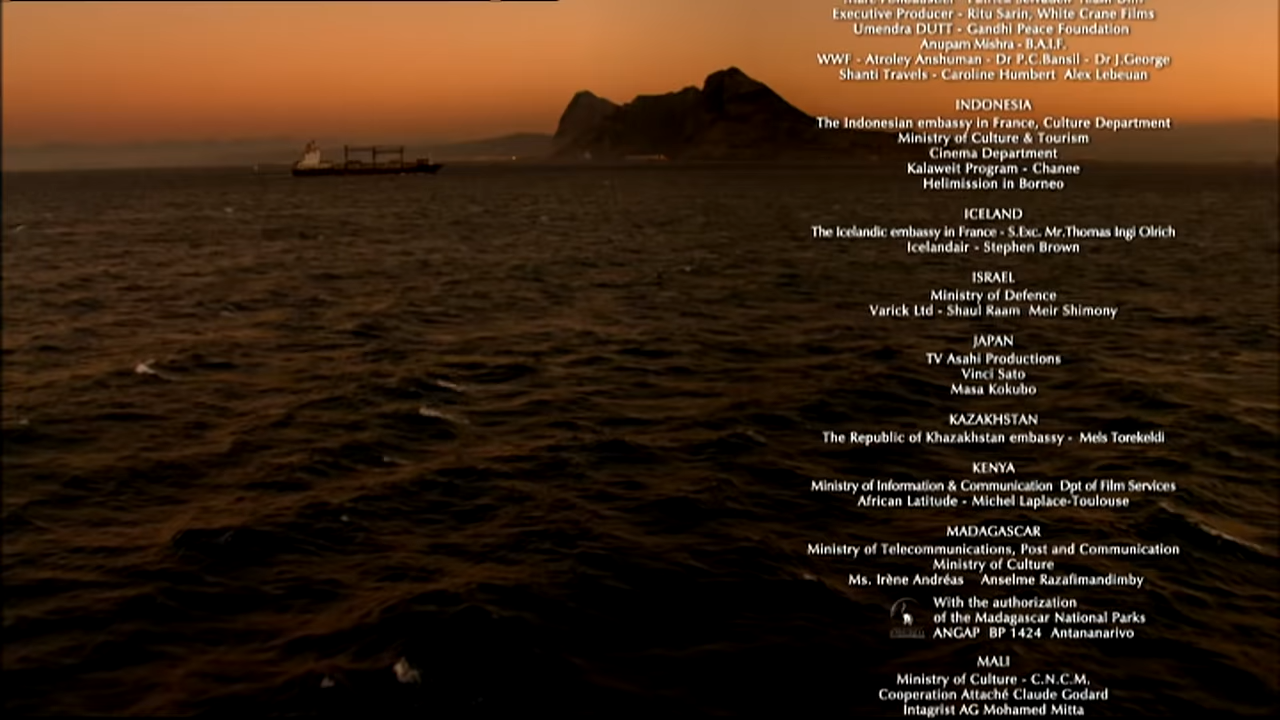 Executive Producer - Ritu Sarin, White Crane Films
Umendra DUTT - Gandhi Peace Foundation
Anupam Mishra - B.A.I.F.
WWF - Atroley Anshuman - Dr P.C.Bansil - Dr J.George
Shanti Travels - Caroline Humbert Alex Lebeuan
INDONESIA
The Indonesian embassy in France, Culture Department
Ministry of Culture & Tourism
Cinema Department
Kalaweit Program - Chanee
Helimission in Borneo
ICELAND
The Icelandic embassy in France - S.Exc. Mr.Thomas Ingi Olrich
Icelandair - Stephen Brown
ISRAEL
Ministry of Defence
Varick Ltd - Shaul Raam Meir Shimony
JAPAN
TV Asahi Productions
Vinci Sato
Masa Kokubo
KAZAKHSTAN
The Republic of Khazakhstan embassy - Mels Torekeldi
KENYA
Ministry of Information & Communication Dpt of Film Services
African Latitude - Michel Laplace-Toulouse
MADAGASCAR
Ministry of Telecommunications, Post and Communication
Ministry of Culture
Ms. Irène Andréas Anselme Razafimandimby
With the authorization
of the Madagascar National Parks
ANGAP BP 1424 Antananarivo
MALI
Ministry of Culture - C.N.C.M.
Cooperation Attaché Claude Godard
Intagrist AG Mohamed Mitta